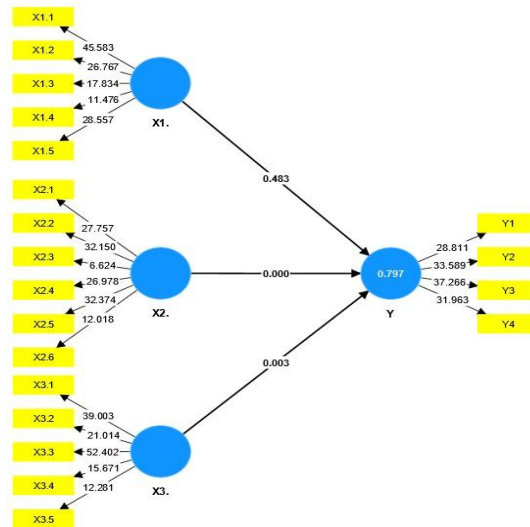 X1.1
X1.2
X1.3
X1.4
X1.5
45.583
26.767
17.834
11.476
28.557
X1.
0.483
X2.1
X2.2
X2.3
X2.4
X2.5
X2.6
27.757
32.150
6.624
26.978
32.374
12.018
X2.
0.000
X3.1
X3.2
X3.3
X3.4
X3.5
39.003
21.014
52.402
15.671
12.281
X3.
0.003
0.797
Y
28.811
33.589
37.266
31.963
Y1
Y2
Y3
Y4